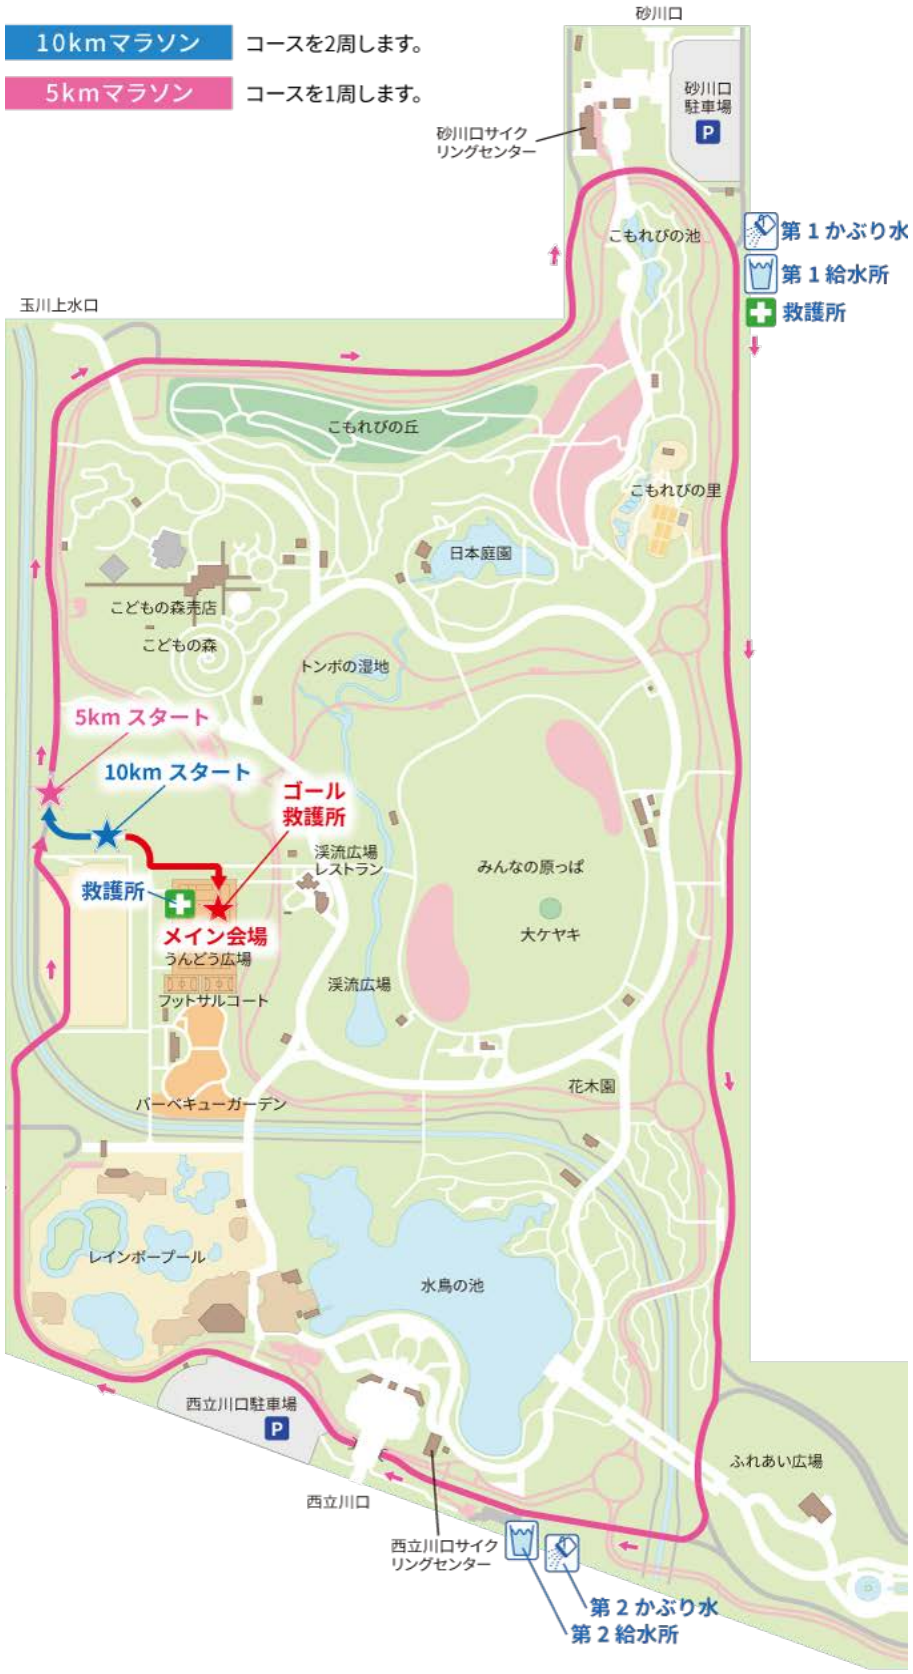 砂川口
10kmマラソン
コースを2周します。
5kmマラソン
コースを1周します。
砂川口
駐車場
P
砂川口サイク
リングセンター
こもれびの池
第1かぶり水
第1給水所
救護所
玉川上水口
こもれびの丘
こもれびの里
日本庭園
こどもの森売店
こどもの森
トンボの湿地
5km スタート
10km スタート
ゴール
救護所
渓流広場
レストラン
みんなの原っぱ
救護所
大ケヤキ
メイン会場
うんどう広場
渓流広場
フットサルコート
花木園
バーベキューガーデン
レインボープール
水鳥の池
西立川口駐車場
P
ふれあい広場
西立川口
西立川口サイク
リングセンター
第2かぶり水
第2給水所